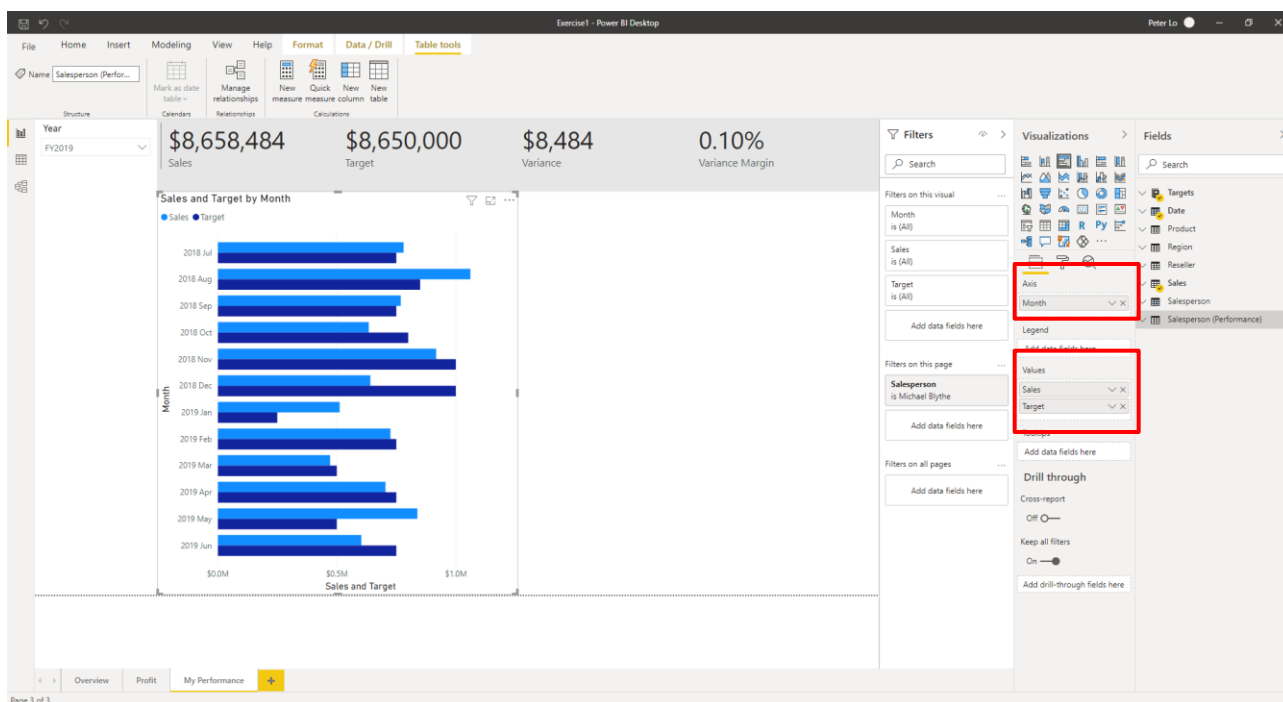 Exercise1 - Power BI Desktop
Peter Lo
File Home Insert Modeling View Help Format Data / Drill Table tools
Name Salesperson (Perfor...
Mark as date table
Manage relationships
New measure
Quick measure
New column
New table
Structure
Calendars
Relationships
Calculations
Year
FY2019
$8,658,484
Sales
$8,650,000
Target
$8,484
Variance
0.10%
Variance Margin
Sales and Target by Month
Sales Target
Month
2018 Jul
2018 Aug
2018 Sep
2018 Oct
2018 Nov
2018 Dec
2019 Jan
2019 Feb
2019 Mar
2019 Apr
2019 May
2019 Jun
$0.0M $0.5M $1.0M
Sales and Target
Filters
Search
Filters on this visual ...
Month
is (All)
Sales
is (All)
Target
is (All)
Add data fields here
Filters on this page ...
Salesperson
is Michael Blythe
Add data fields here
Filters on all pages ...
Add data fields here
Visualizations
R Py
...
Axis
Month
Legend
Add data fields here
Values
Sales
Target
Tooltips
Add data fields here
Drill through
Cross-report
Off
Keep all filters
On
Add drill-through fields here
Fields
Search
Targets
Date
Product
Region
Reseller
Sales
Salesperson
Salesperson (Performance)
Overview Profit My Performance +
Page 3 of 3